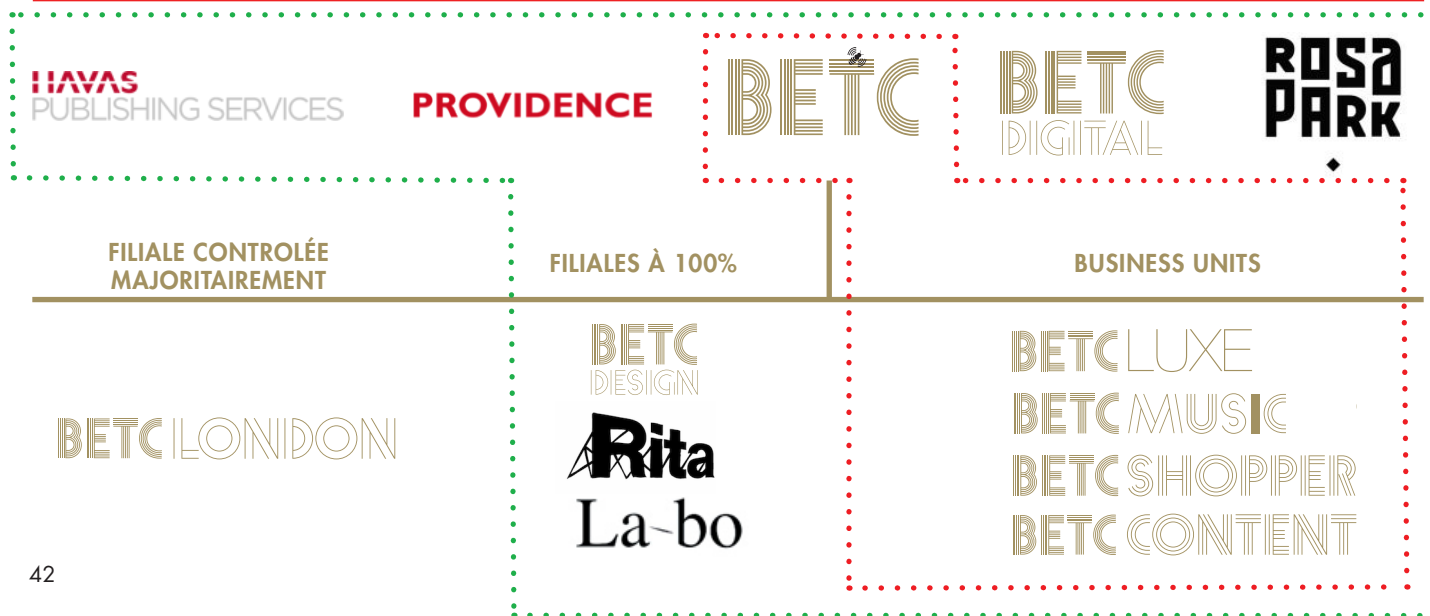 HAVAS
PUBLISHING SERVICES
PROVIDENCE
BETC
BETC
DIGITAL
ROSA
PARK
FILIALE CONTROLÉE
MAJORITAIREMENT
FILIALES À 100%
BUSINESS UNITS
BETC LONDON
BETC
DESIGN
Rita
La-bo
BETC LUXE
BETC MUSIC
BETC SHOPPER
BETC CONTENT
42